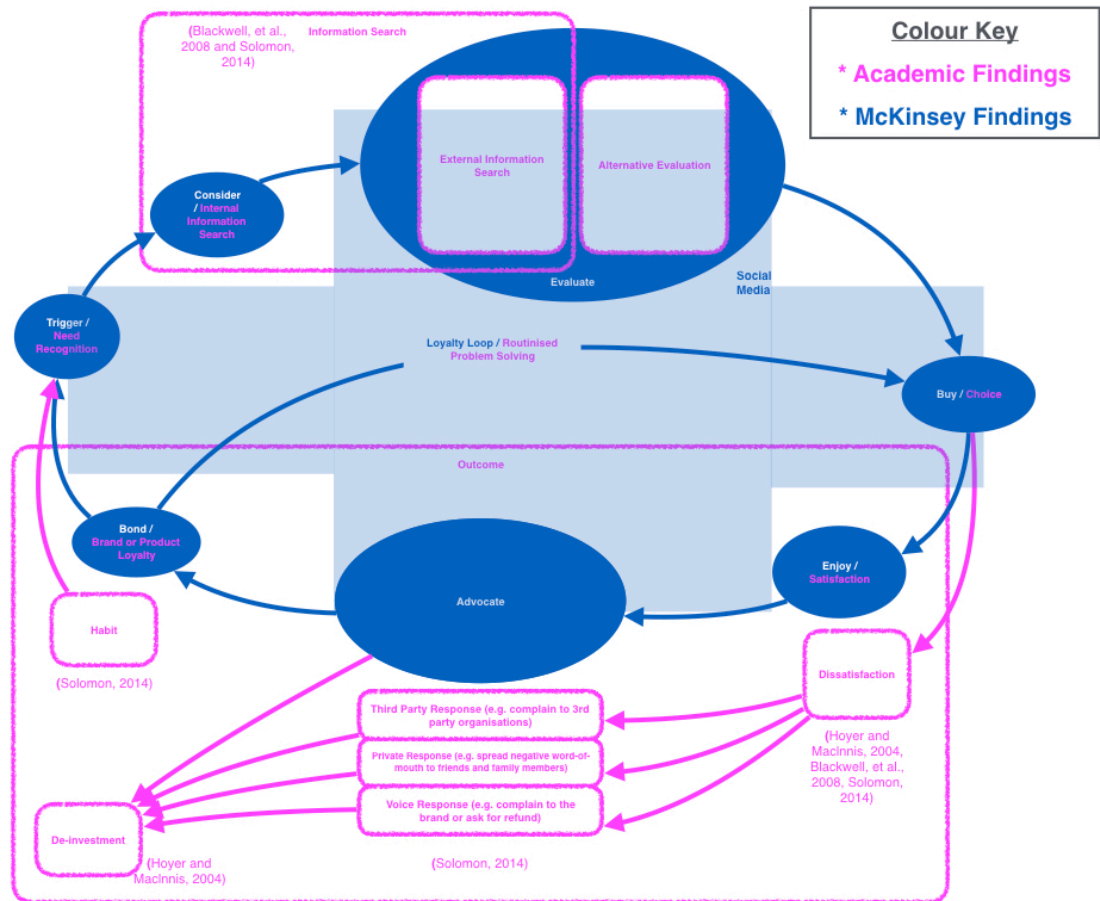 (Blackwell, et al.,
2008 and Solomon,
2014)
Information Search
Colour Key
* Academic Findings
* McKinsey Findings
External Information
Search
Alternative Evaluation
Consider
/ Internal
Information
Search
Evaluate
Social
Media
Trigger /
Need
Recognition
Loyalty Loop / Routinised
Problem Solving
Buy / Choice
Outcome
Bond /
Brand or Product
Loyalty
Enjoy /
Satisfaction
Advocate
Habit
(Solomon, 2014)
Dissatisfaction
Third Party Response (e.g. complain to 3rd
party organisations)
Private Response (e.g. spread negative word-of-
mouth to friends and family members)
Voice Response (e.g. complain to the
brand or ask for refund)
(Hoyer and
MacInnis, 2004,
Blackwell, et al.,
2008, Solomon,
2014)
De-investment
(Hoyer and
MacInnis, 2004)
(Solomon, 2014)